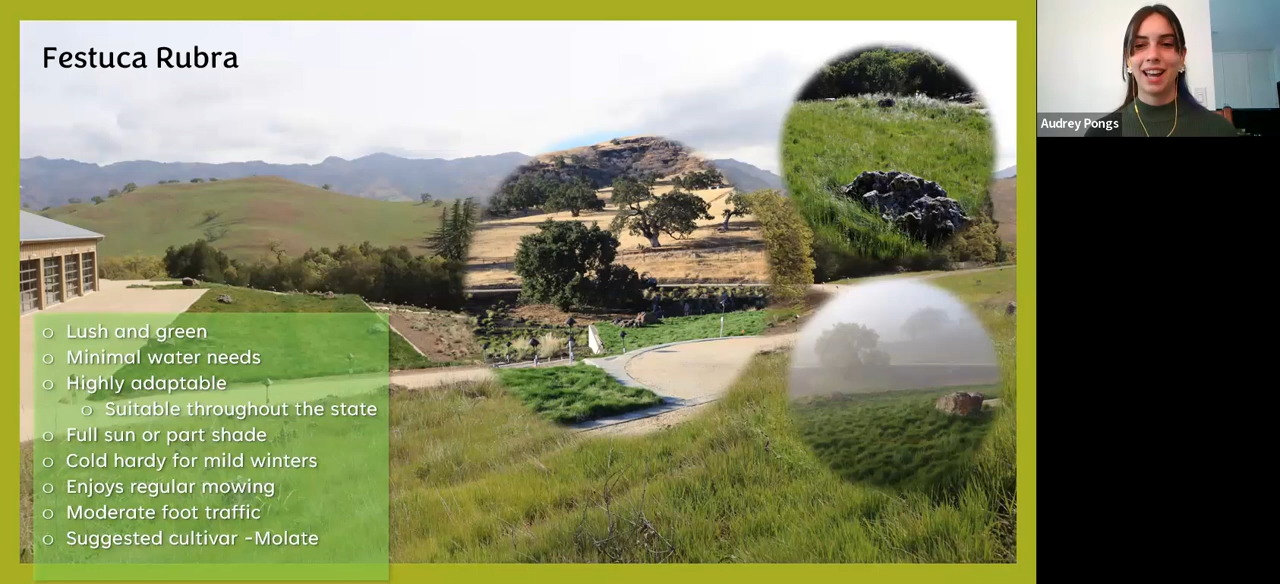 Festuca Rubra
Audrey Pongs
o Lush and green
o Minimal water needs
o Highly adaptable
o Suitable throughout the state
o Full sun or part shade
o Cold hardy for mild winters
o Enjoys regular mowing
o Moderate foot traffic
o Suggested cultivar -Molate